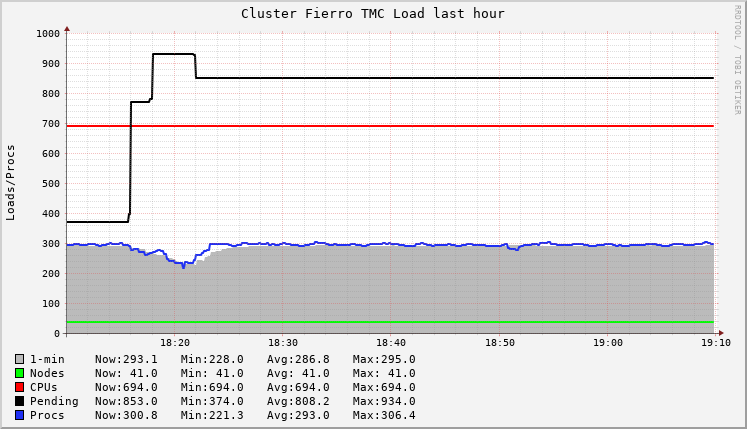 Cluster Fierro TMC Load last hour
RRDTOOL / TOBI OETIKER
Loads/Procs
1000
900
800
700
600
500
400
300
200
100
0
18:20 18:30 18:40 18:50 19:00 19:10
1-min Now:293.1 Min:228.0 Avg:286.8 Max:295.0
Nodes Now: 41.0 Min: 41.0 Avg: 41.0 Max: 41.0
CPUs Now:694.0 Min:694.0 Avg:694.0 Max:694.0
Pending Now:853.0 Min:374.0 Avg:808.2 Max:934.0
Procs Now:300.8 Min:221.3 Avg:293.0 Max:306.4